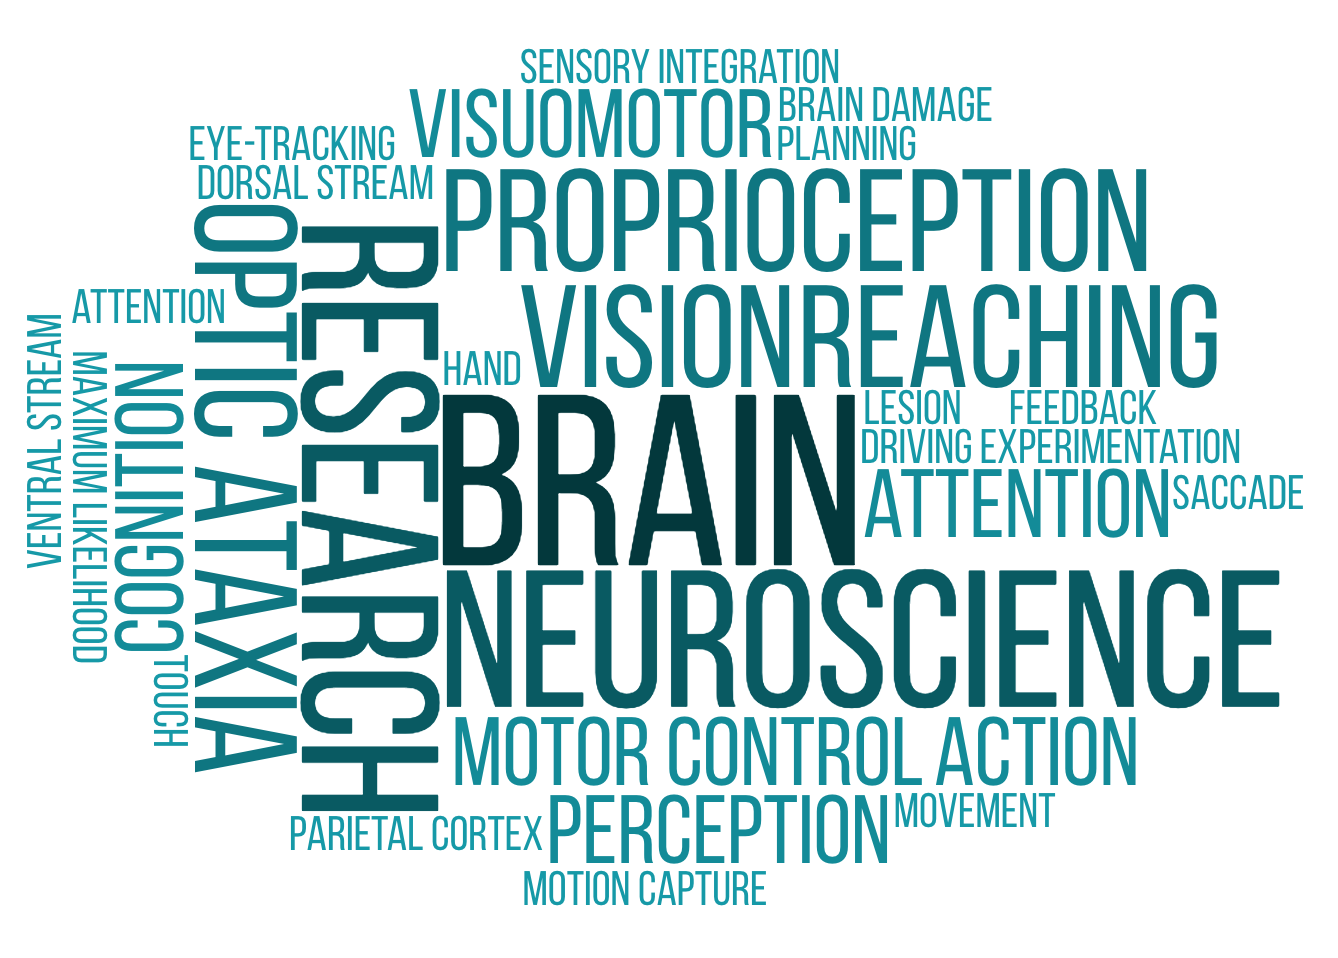 SENSORY INTEGRATION
VISUOMOTOR
BRAIN DAMAGE
PLANNING
EYE-TRACKING
DORSAL STREAM
PROPRIOCEPTION
OPTIC ATAXIA
RESEARCH
VISION
REACHING
ATTENTION
VENTRAL STREAM
MAXIMUM LIKELIHOOD
COGNITION
TOUCH
HAND
BRAIN
LESION
FEEDBACK
DRIVING
EXPERIMENTATION
ATTENTION
SACCADE
NEUROSCIENCE
MOTOR CONTROL
ACTION
PARIETAL CORTEX
PERCEPTION
MOVEMENT
MOTION CAPTURE